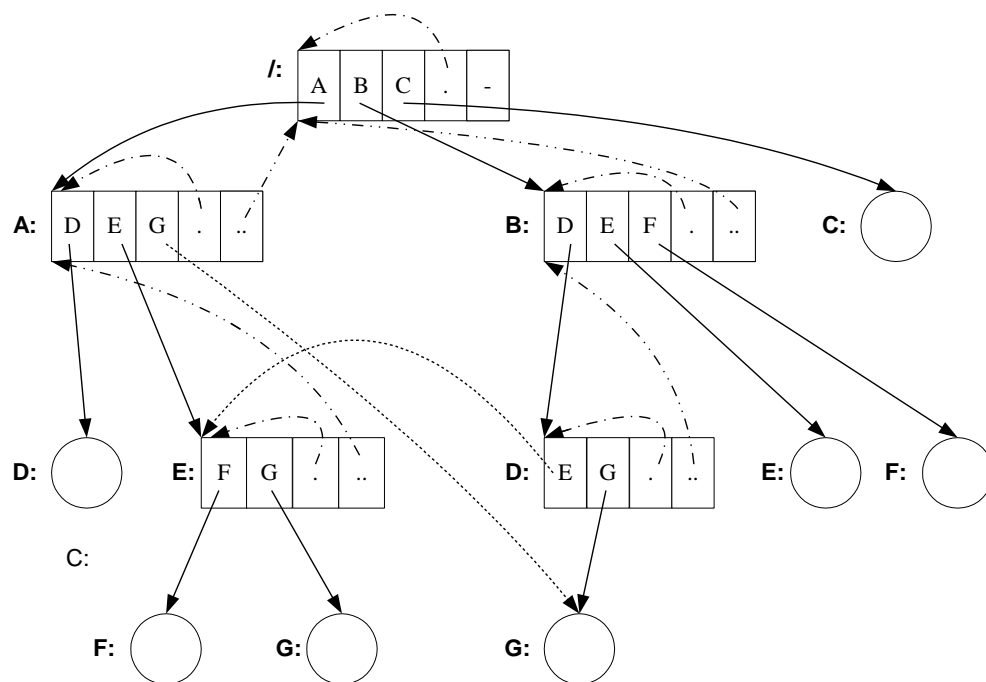 /: A B C . -
A: D E G . ..
B: D E F . ..
C:
D:
E: F G . ..
D: E G . ..
E:
F:
C:
F:
G:
G: